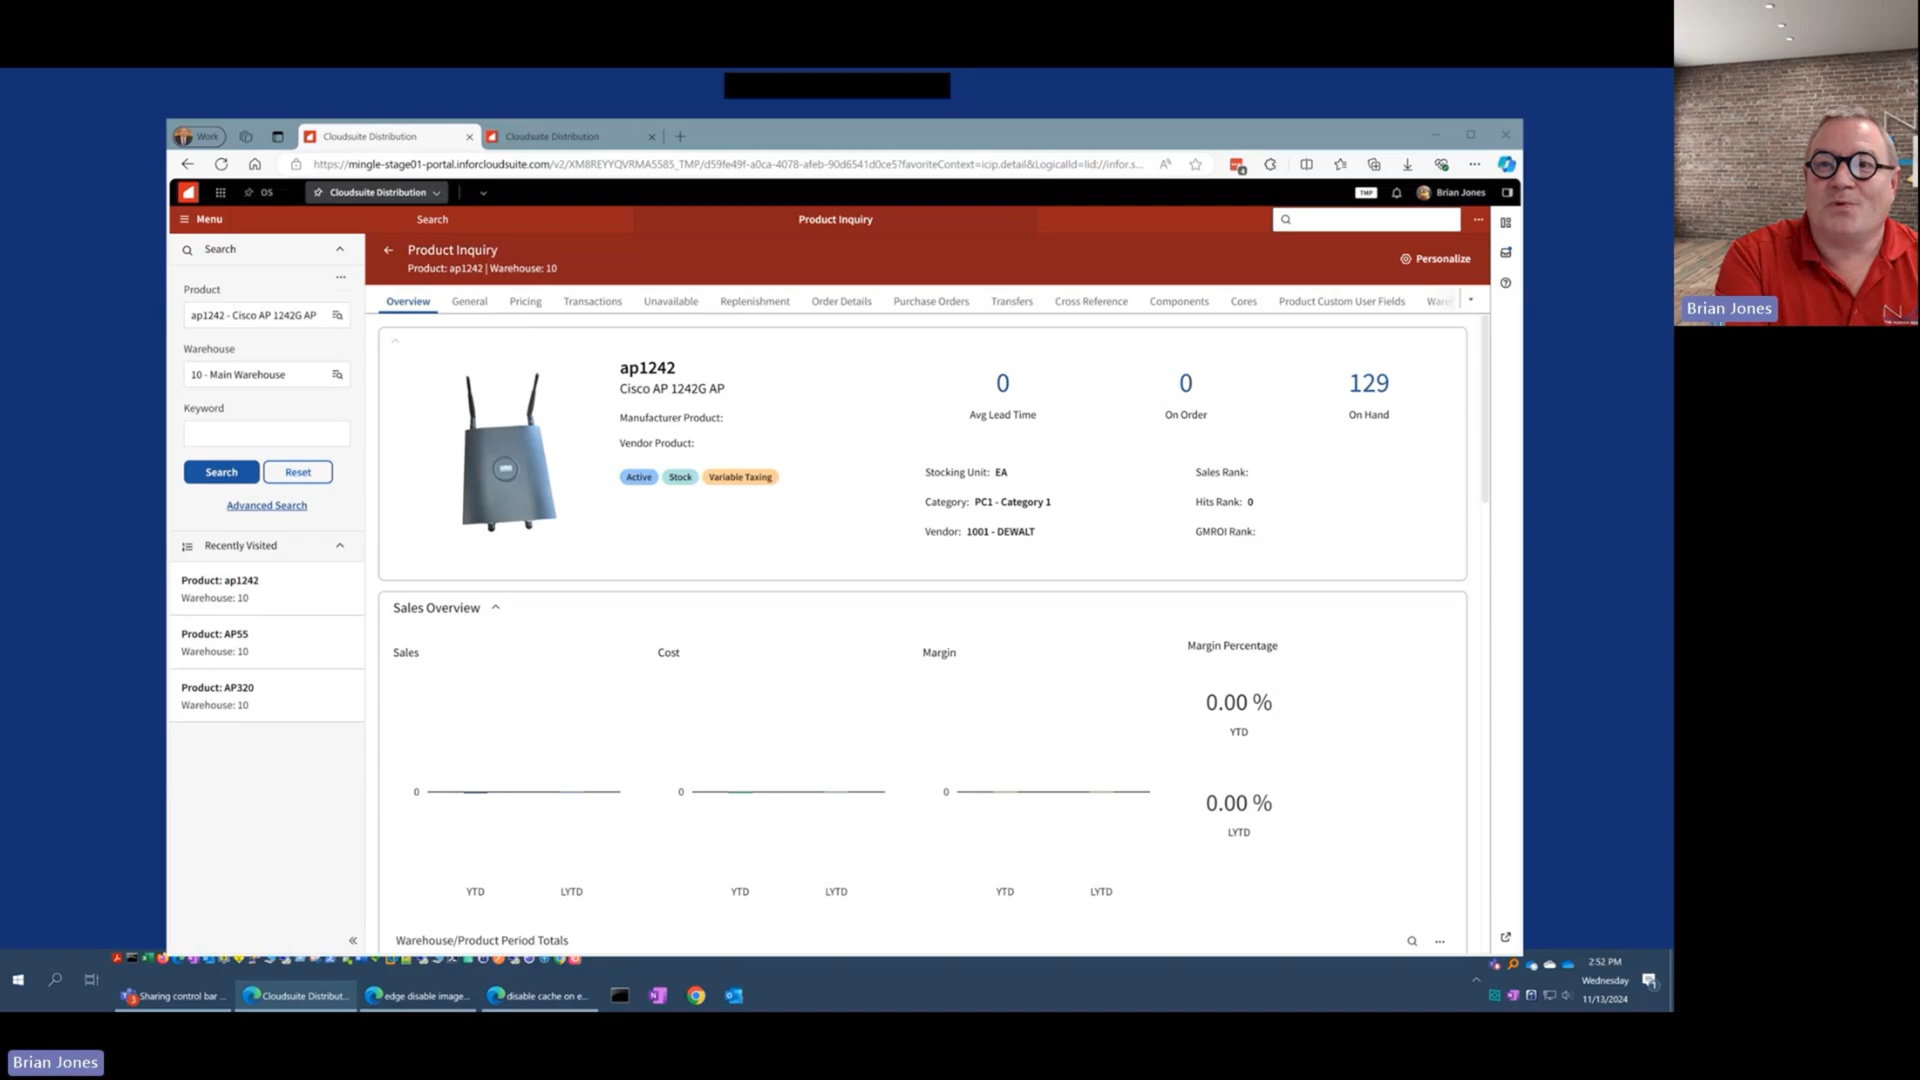 Work
Cloudsuite Distribution
Cloudsuite Distribution
https://mingle-stage01-portal.inforcloudsuite.com/v2/XM8REYYQVRMA5585_TMP/d59fe49f-a0ca-4078-afeb-90d6541d0ce5?favoriteContext=icip.detail&LogicalId=lid://infor.s...
OS
Cloudsuite Distribution
TMP
Brian Jones
Menu
Search
Product Inquiry
Search
Product Inquiry
Product: ap1242 | Warehouse: 10
Personalize
Product
ap1242 - Cisco AP 1242G AP
Warehouse
10 - Main Warehouse
Keyword
Search
Reset
Advanced Search
Recently Visited
Product: ap1242
Warehouse: 10
Product: AP55
Warehouse: 10
Product: AP320
Warehouse: 10
Overview
General
Pricing
Transactions
Unavailable
Replenishment
Order Details
Purchase Orders
Transfers
Cross Reference
Components
Cores
Product Custom User Fields
ap1242
Cisco AP 1242G AP
Manufacturer Product:
Vendor Product:
Active
Stock
Variable Taxing
0
Avg Lead Time
0
On Order
129
On Hand
Stocking Unit: EA
Category: PC1 - Category 1
Vendor: 1001 - DEWALT
Sales Rank:
Hits Rank: 0
GMROI Rank:
Sales Overview
Sales
0
YTD
LYTD
Cost
0
YTD
LYTD
Margin
0
YTD
LYTD
Margin Percentage
0.00 %
YTD
0.00 %
LYTD
Warehouse/Product Period Totals
Sharing control bar ...
Cloudsuite Distribut...
edge disable image...
disable cache on e...
2:52 PM
Wednesday
11/13/2024
Brian Jones
Brian Jones